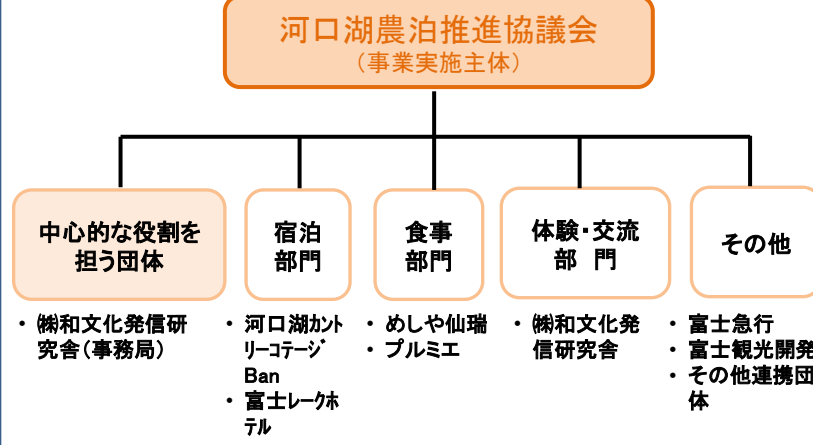 河口湖農泊推進協議会
（事業実施主体）
中心的な役割を
担う団体
宿泊
部門
食事
部門
体験・交流
部　門
その他
・ ㈱和文化発信研
究舎（事務局）
・ 河口湖ｶﾝﾄ
ﾘｰｺﾃｰｼﾞ
Ban
・ 富士ﾚｰｸﾎ
ﾃﾙ
・ めしや仙瑞
・ プルミエ
・ ㈱和文化発
信研究舎
・ 富士急行
・ 富士観光開発
・ その他連携団
体